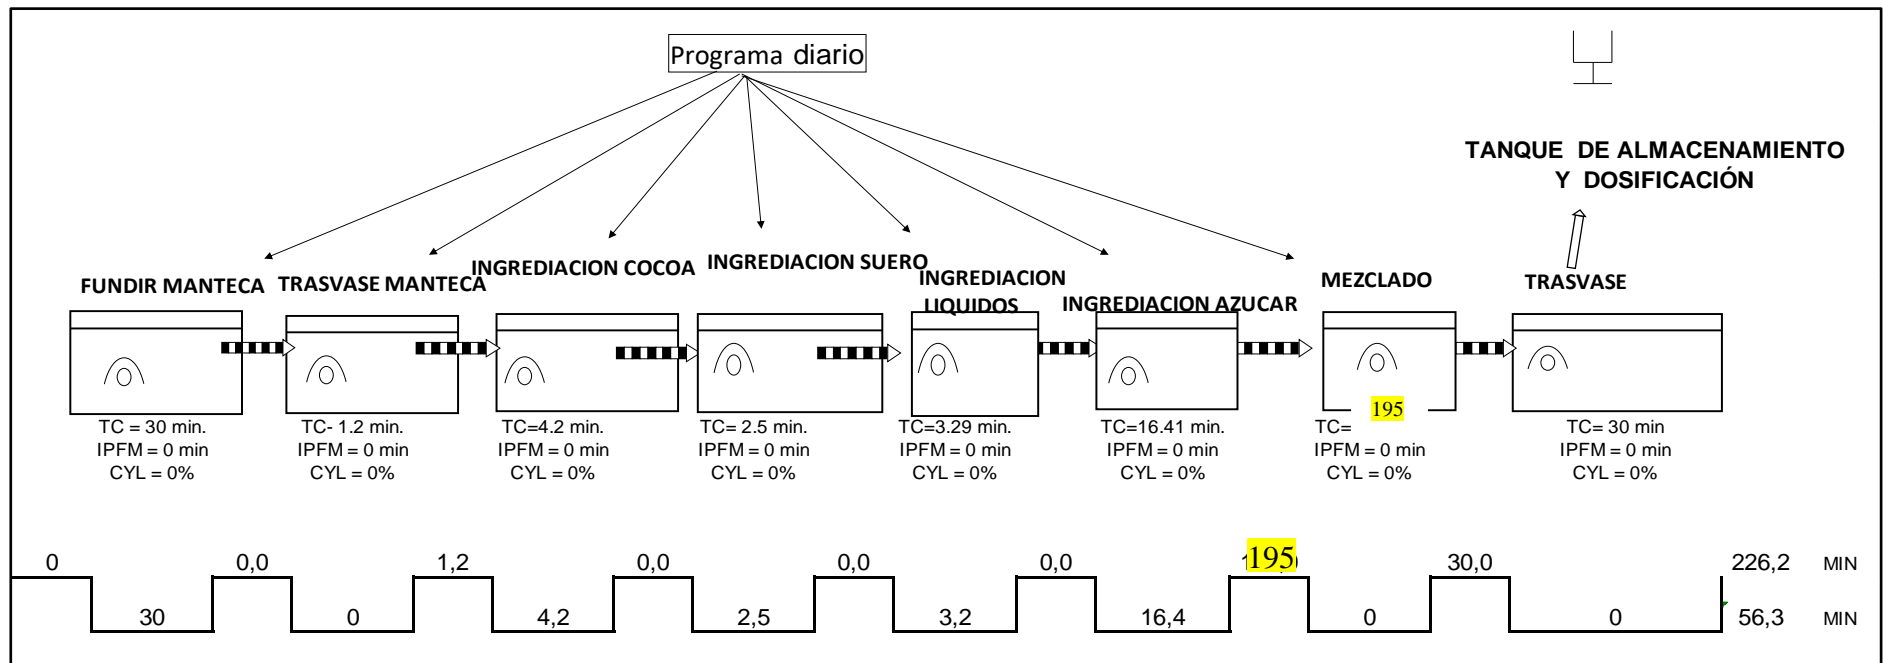 Programa diario
TANQUE DE ALMACENAMIENTO
Y DOSIFICACIÓN
FUNDIR MANTECA
TRASVASE MANTECA
INGREDIACION COCOA
INGREDIACION SUERO
INGREDIACION
LIQUIDOS
INGREDIACION AZUCAR
MEZCLADO
TRASVASE
TC = 30 min.
IPFM = 0 min
CYL = 0%
TC- 1.2 min.
IPFM = 0 min
CYL = 0%
TC=4.2 min.
IPFM = 0 min
CYL = 0%
TC= 2.5 min.
IPFM = 0 min
CYL = 0%
TC=3.29 min.
IPFM = 0 min
CYL = 0%
TC=16.41 min.
IPFM = 0 min
CYL = 0%
195
TC=
IPFM = 0 min
CYL = 0%
TC= 30 min
IPFM = 0 min
CYL = 0%
0 0,0 1,2 0,0 0,0 0,0 195 30,0 226,2 MIN
30 0 4,2 2,5 3,2 16,4 0 0 56,3 MIN